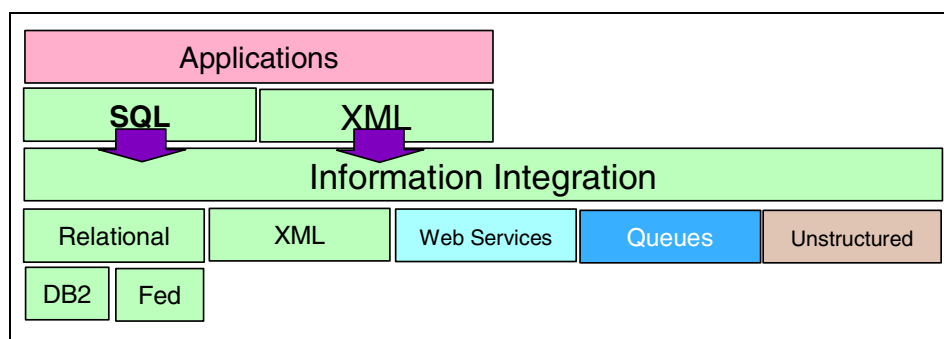 Applications
SQL XML
Information Integration
Relational XML Web Services Queues Unstructured
DB2 Fed